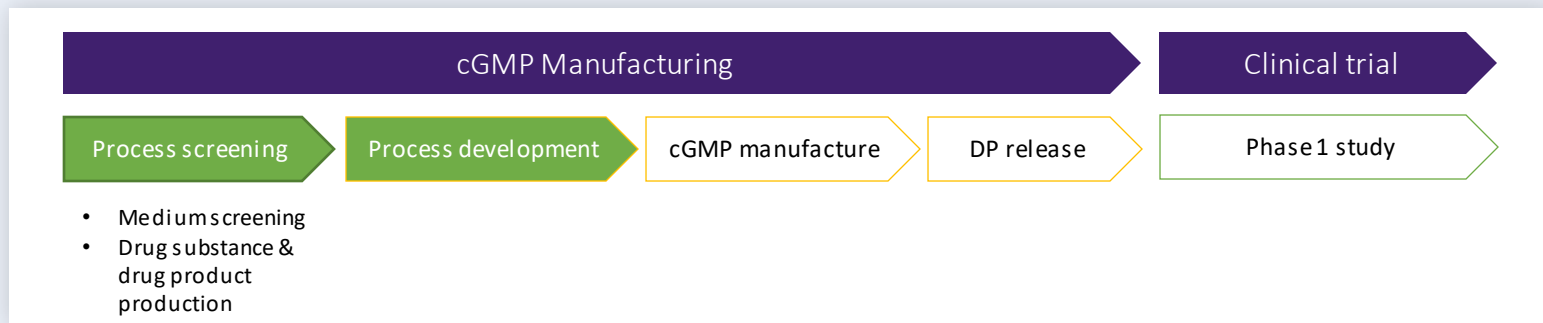 cGMP Manufacturing
Clinical trial
Process screening
Process development
cGMP manufacture
DP release
Phase 1 study
• Medium screening
• Drug substance &
drug product
production